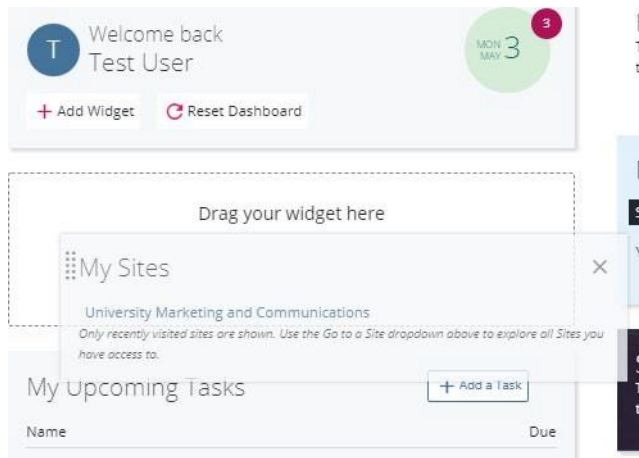 T
Welcome back
Test User
3
MON
MAY 3
+ Add Widget
Reset Dashboard
Drag your widget here
My Sites
University Marketing and Communications
Only recently visited sites are shown. Use the Go to a Site dropdown above to explore all Sites you
have access to.
My Upcoming Tasks
+ Add a Task
Name
Due